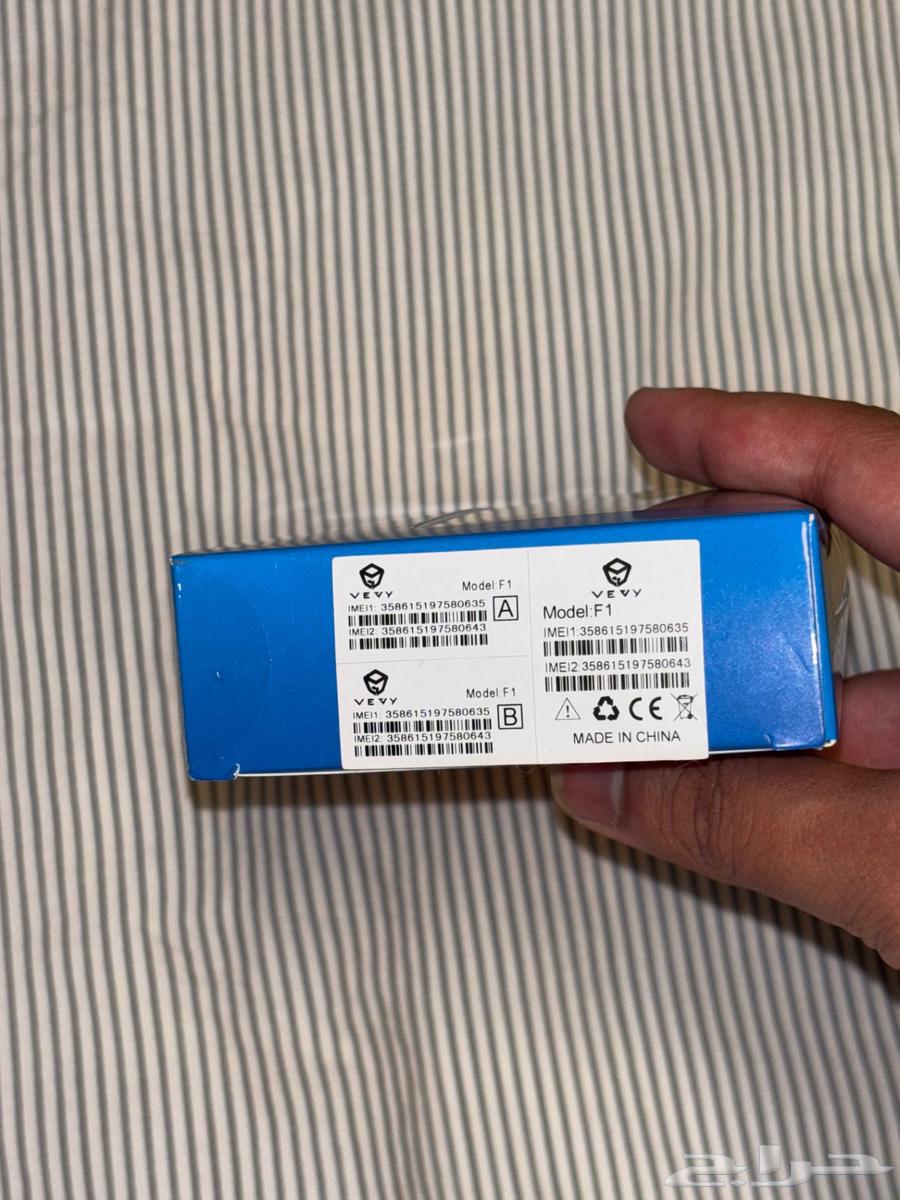 VEVY
Model:F1
IMEI1: 358615197580635
IMEI2: 358615197580643
A
VEVY
Model:F1
IMEI1: 358615197580635
IMEI2: 358615197580643
B
VEVY
Model:F1
IMEI1:358615197580635
IMEI2:358615197580643
CE
MADE IN CHINA
حراج